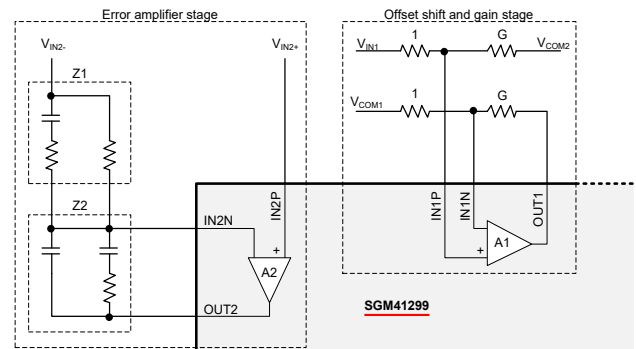 Error amplifier stage
Offset shift and gain stage
VIN2-
VIN2+
VIN1
1
G
VCOM2
Z1
VCOM1
1
G
Z2
IN2N
IN2P
IN1P
IN1N
OUT1
+
A2
+
A1
OUT2
SGM41299